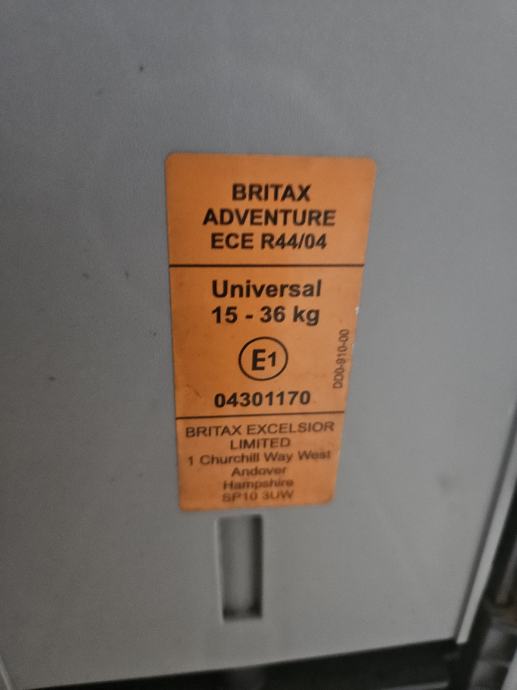 BRITAX
ADVENTURE
ECE R44/04
Universal
15 - 36 kg
E1
04301170
DD0-910-00
BRITAX EXCELSIOR
LIMITED
1 Churchill Way West
Andover
Hampshire
SP10 3UW